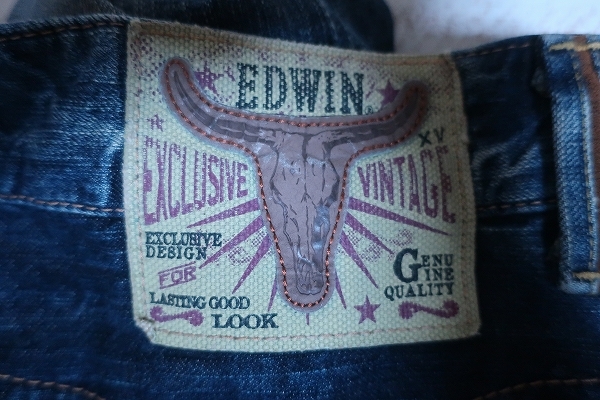 EDWIN.
XV
EXCLUSIVE VINTAGE
EXCLUSIVE
DESIGN
FOR
LASTING GOOD
LOOK
GENU
INE
QUALITY